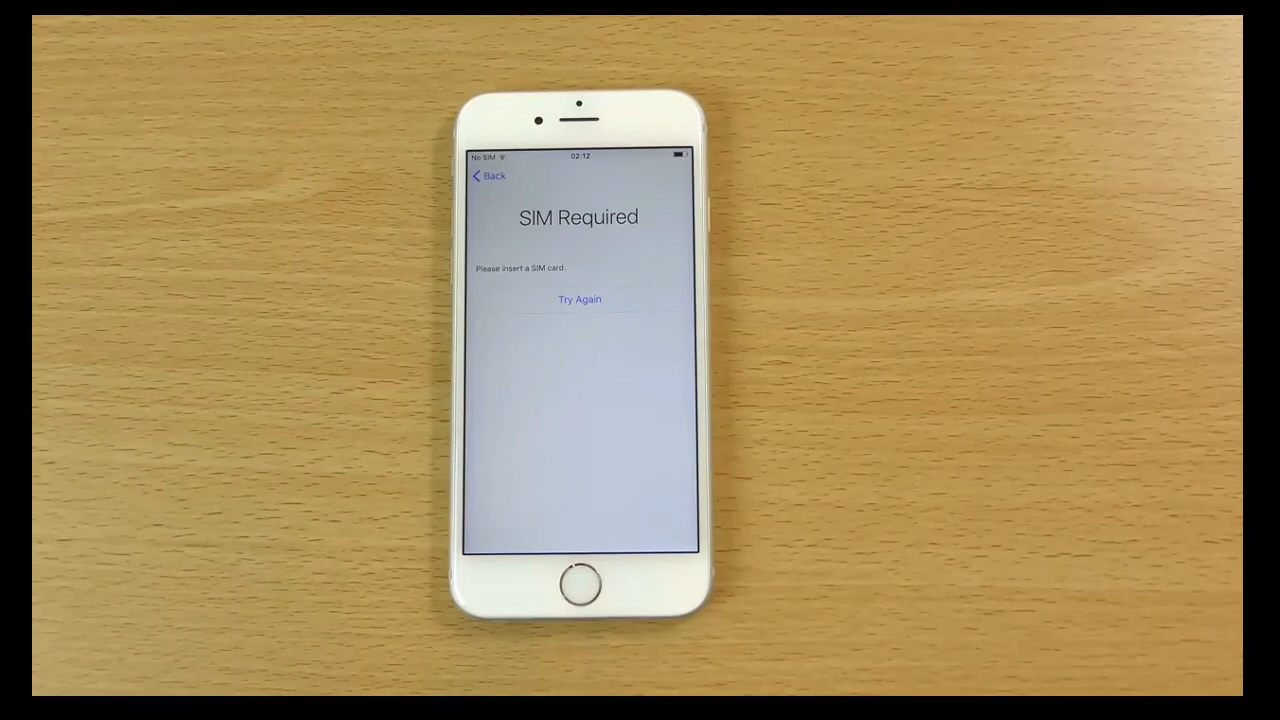 No SIM 02:12
Back
SIM Required
Please insert a SIM card.
Try Again